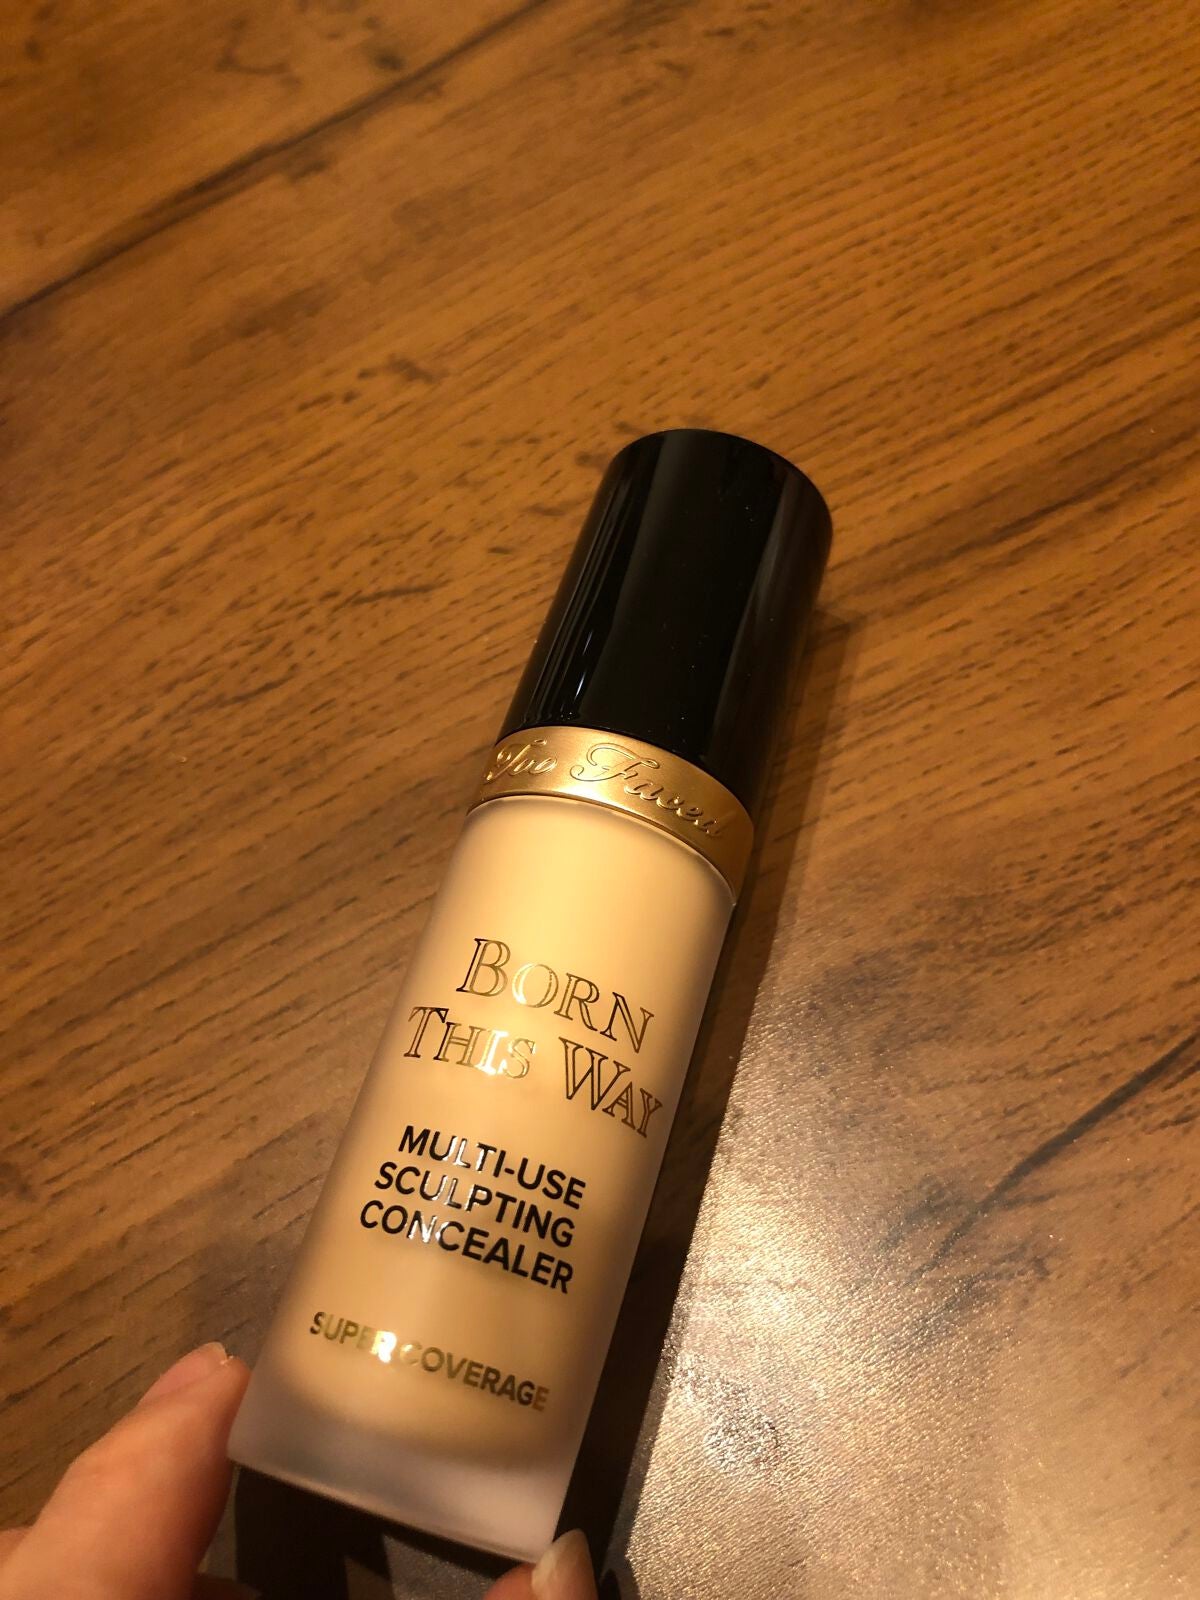 Too Faced
BORN
THIS WAY
MULTI-USE
SCULPTING
CONCEALER
SUPER COVERAGE